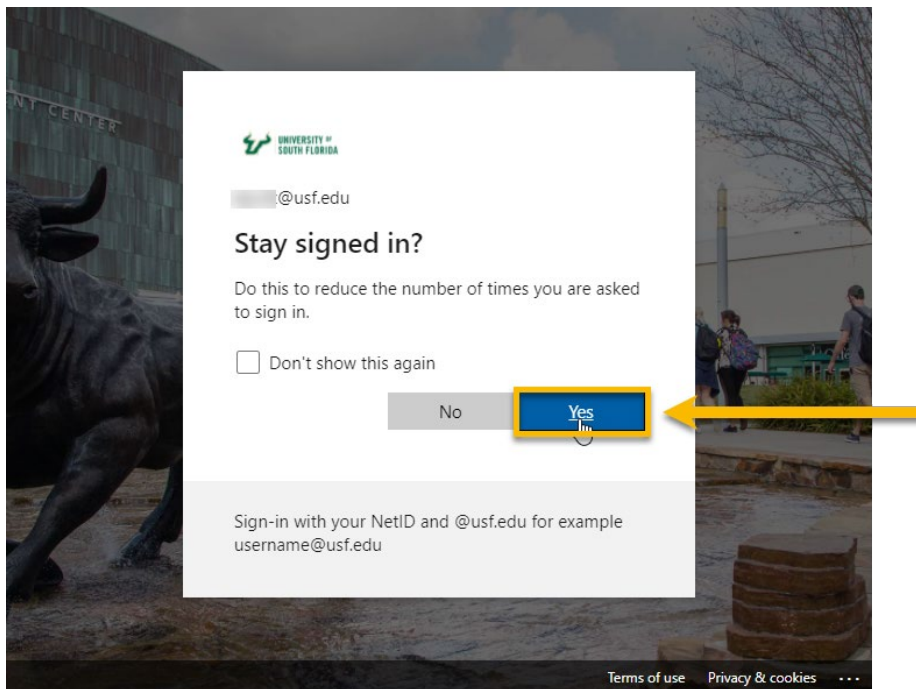 NT CENTER
UNIVERSITY of
SOUTH FLORIDA
@usf.edu
Stay signed in?
Do this to reduce the number of times you are asked
to sign in.
Don't show this again
No
Yes
Sign-in with your NetID and @usf.edu for example
username@usf.edu
Terms of use
Privacy & cookies